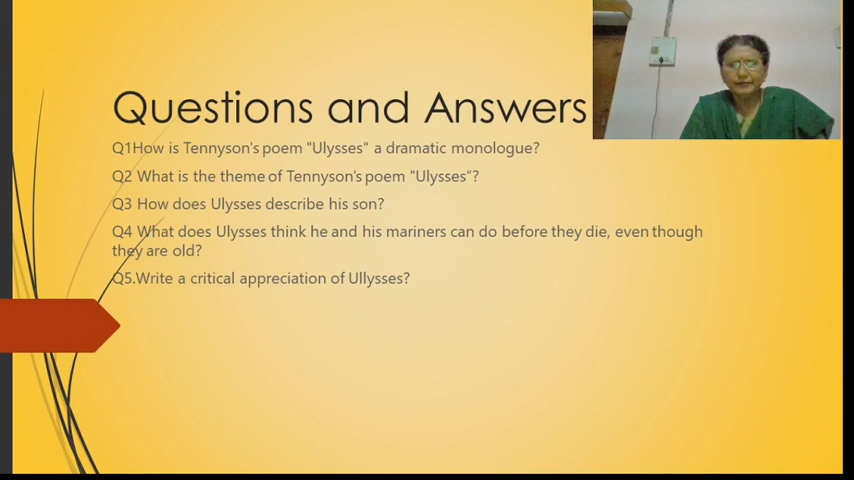 Questions and Answers
Q1How is Tennyson's poem "Ulysses" a dramatic monologue?
Q2 What is the theme of Tennyson's poem "Ulysses"?
Q3 How does Ulysses describe his son?
Q4 What does Ulysses think he and his mariners can do before they die, even though
they are old?
Q5.Write a critical appreciation of Ullysses?